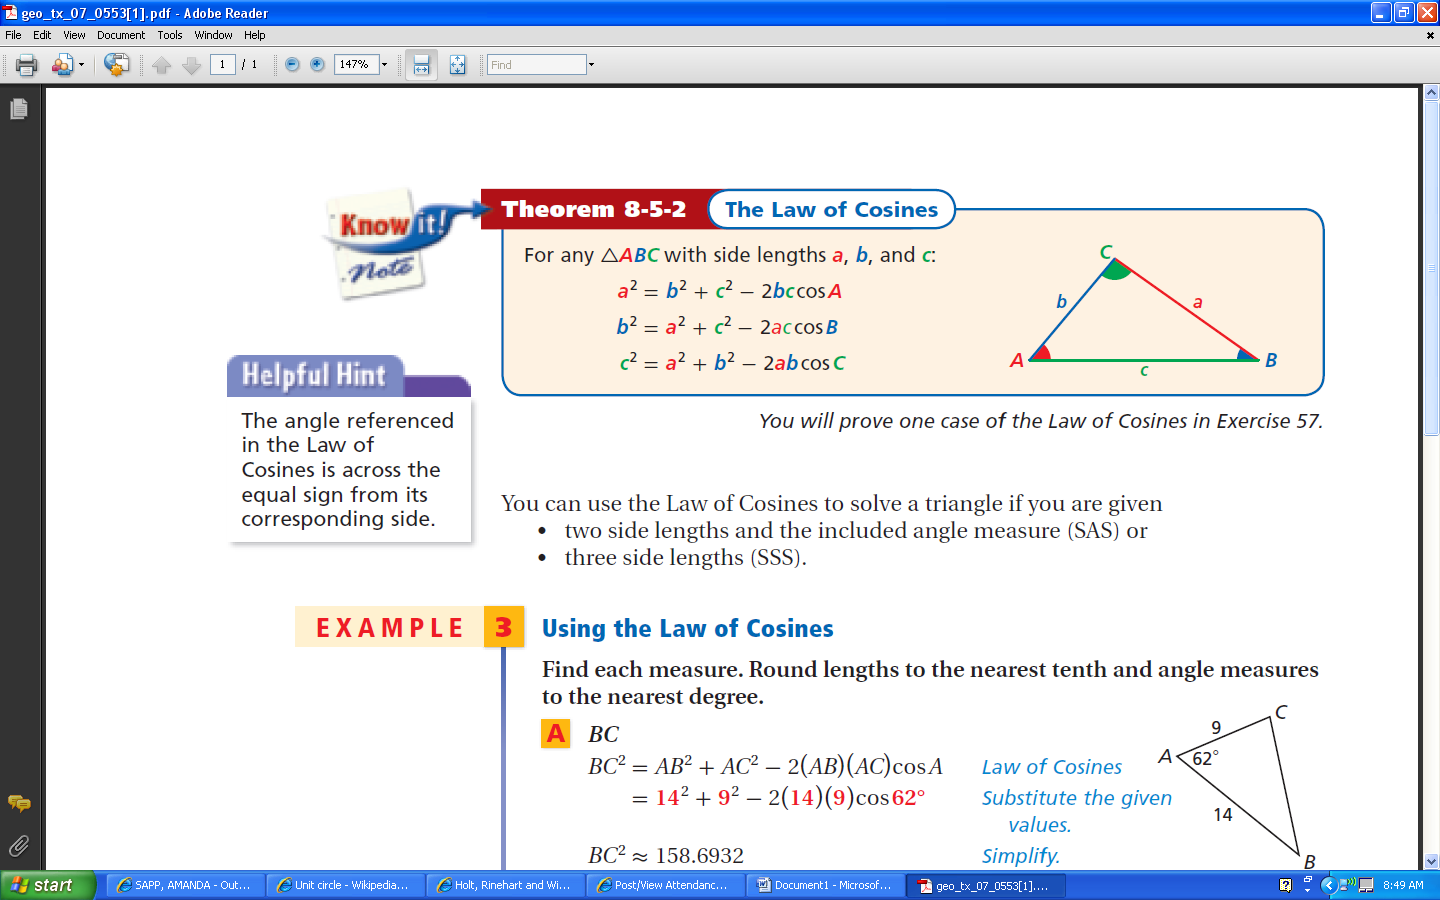 geo_tx_07_0553[1].pdf - Adobe Reader
File Edit View Document Tools Window Help
1 / 1 147% Find
Know it!
Note
Theorem 8-5-2 The Law of Cosines
For any △ABC with side lengths a, b, and c:
a² = b² + c² − 2bc cos A
b² = a² + c² − 2ac cos B
c² = a² + b² − 2ab cos C
C
b a
A B
c
You will prove one case of the Law of Cosines in Exercise 57.
Helpful Hint
The angle referenced
in the Law of
Cosines is across the
equal sign from its
corresponding side.
You can use the Law of Cosines to solve a triangle if you are given
• two side lengths and the included angle measure (SAS) or
• three side lengths (SSS).
EXAMPLE 3 Using the Law of Cosines
Find each measure. Round lengths to the nearest tenth and angle measures
to the nearest degree.
A BC
BC² = AB² + AC² − 2(AB)(AC)cos A Law of Cosines
= 14² + 9² − 2(14)(9)cos 62° Substitute the given
values.
BC² ≈ 158.6932 Simplify.
C
9
A 62°
14
B
start SAPP, AMANDA - Out... Unit circle - Wikipedia... Holt, Rinehart and Wi... Post/View Attendanc... Document1 - Microsof... geo_tx_07_0553[1].... 8:49 AM